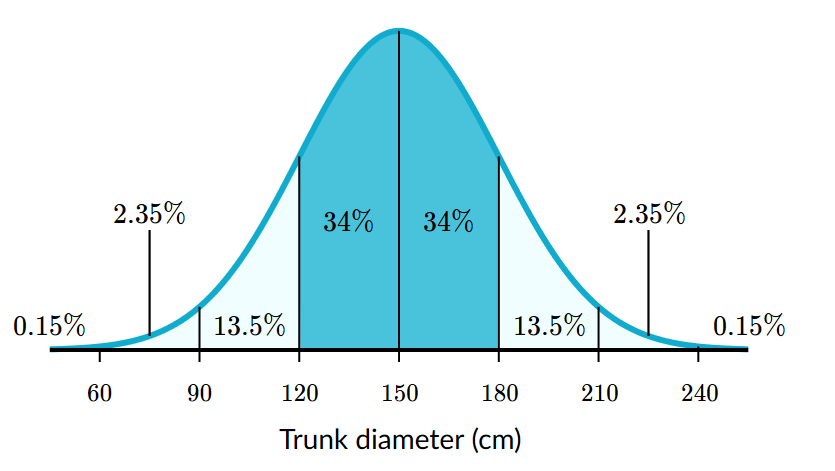 2.35% 2.35%
34% 34%
0.15% 13.5% 13.5% 0.15%
60 90 120 150 180 210 240
Trunk diameter (cm)